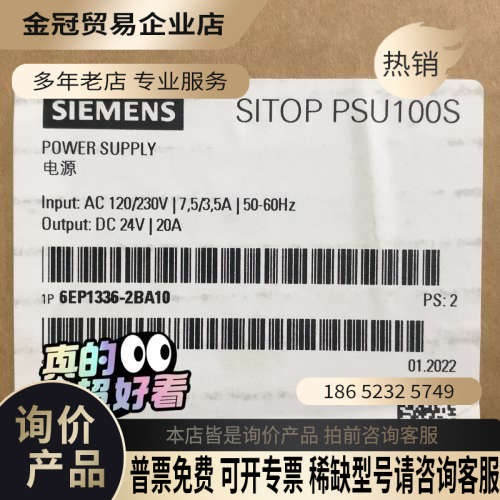 金冠贸易企业店
热销
多年老店 专业服务
SIEMENS
SITOP PSU100S
POWER SUPPLY
电源
Input: AC 120/230V | 7,5/3,5A | 50-60Hz
Output: DC 24V | 20A
1P 6EP1336-2BA10
PS: 2
01.2022
真的
超好看
186 5232 5749
询价
产品
本店皆是询价产品 拍前咨询客服
普票免费 可开专票 稀缺型号请咨询客服